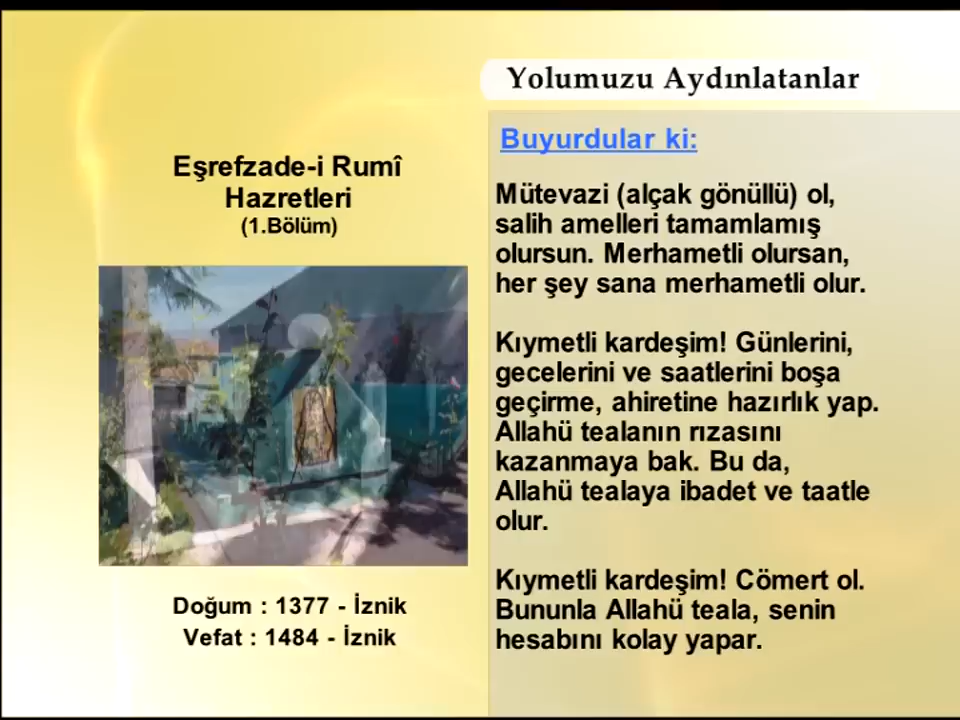 Yolumuzu Aydınlatanlar
Eşrefzade-i Rumî
Hazretleri
(1.Bölüm)
Doğum : 1377 - İznik
Vefat : 1484 - İznik
Buyurdular ki:
Mütevazi (alçak gönüllü) ol,
salih amelleri tamamlamış
olursun. Merhametli olursan,
her şey sana merhametli olur.
Kıymetli kardeşim! Günlerini,
gecelerini ve saatlerini boşa
geçirme, ahiretine hazırlık yap.
Allahü tealanın rızasını
kazanmaya bak. Bu da,
Allahü tealaya ibadet ve taatle
olur.
Kıymetli kardeşim! Cömert ol.
Bununla Allahü teala, senin
hesabını kolay yapar.